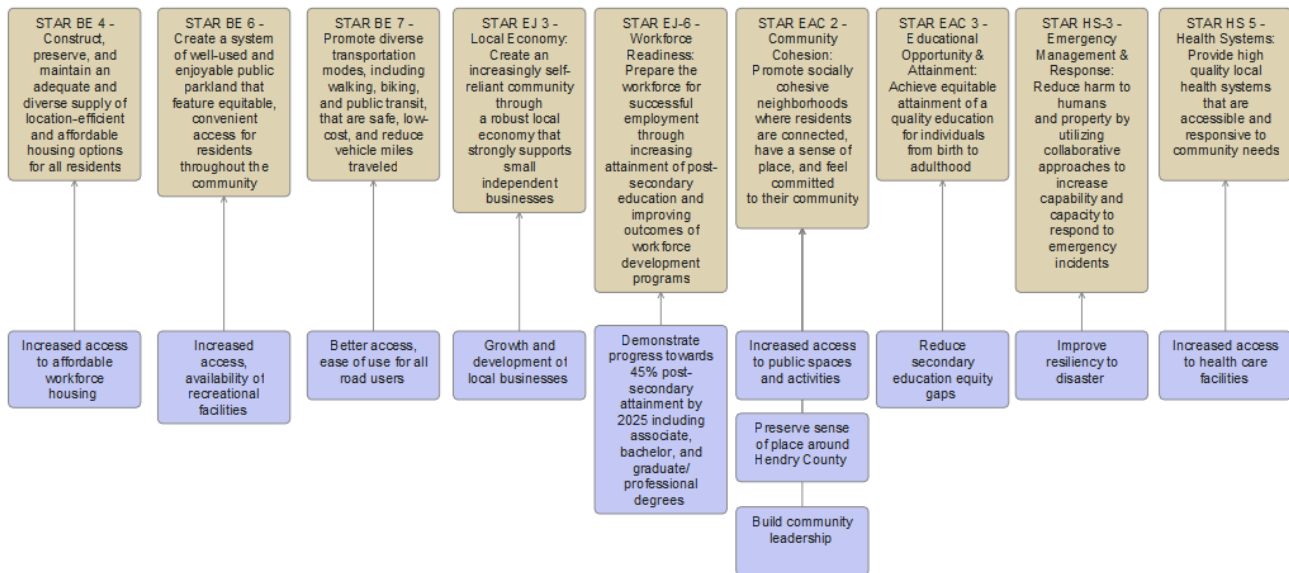 STAR BE 4 -
Construct,
preserve, and
maintain an
adequate and
diverse supply of
location-efficient
and affordable
housing options
for all residents
STAR BE 6 -
Create a system
of well-used and
enjoyable public
parkland that
feature equitable,
convenient
access for
residents
throughout the
community
STAR BE 7 -
Promote diverse
transportation
modes, including
walking, biking,
and public transit,
that are safe, low-
cost, and reduce
vehicle miles
traveled
STAR EJ 3 -
Local Economy:
Create an
increasingly self-
reliant community
through
a robust local
economy that
strongly supports
small
independent
businesses
STAR EJ-6 -
Workforce
Readiness:
Prepare the
workforce for
successful
employment
through
increasing
attainment of post-
secondary
education and
improving
outcomes of
workforce
development
programs
STAR EAC 2 -
Community
Cohesion:
Promote socially
cohesive
neighborhoods
where residents
are connected,
have a sense of
place, and feel
committed
to their community
STAR EAC 3 -
Educational
Opportunity &
Attainment:
Achieve equitable
attainment of a
quality education
for individuals
from birth to
adulthood
STAR HS-3 -
Emergency
Management &
Response:
Reduce harm to
humans
and property by
utilizing
collaborative
approaches to
increase
capability and
capacity to
respond to
emergency
incidents
STAR HS 5 -
Health Systems:
Provide high
quality local
health systems
that are
accessible and
responsive to
community needs
Increased access
to affordable
workforce
housing
Increased
access,
availability of
recreational
facilities
Better access,
ease of use for all
road users
Growth and
development of
local businesses
Demonstrate
progress towards
45% post-
secondary
attainment by
2025 including
associate,
bachelor, and
graduate/
professional
degrees
Increased access
to public spaces
and activities
Preserve sense
of place around
Hendry County
Build community
leadership
Reduce
secondary
education equity
gaps
Improve
resiliency to
disaster
Increased access
to health care
facilities